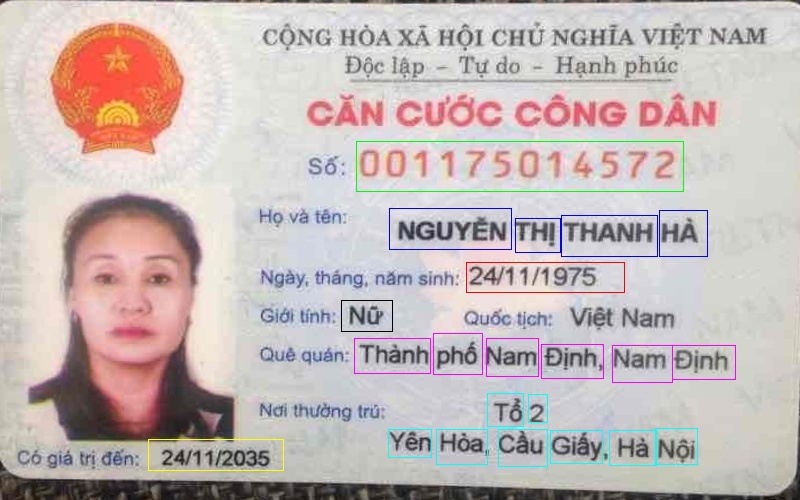 CỘNG HÒA XÃ HỘI CHỦ NGHĨA VIỆT NAM
Độc lập – Tự do – Hạnh phúc
CĂN CƯỚC CÔNG DÂN
Số: 001175014572
Họ và tên: NGUYỄN THỊ THANH HÀ
Ngày, tháng, năm sinh: 24/11/1975
Giới tính: Nữ Quốc tịch: Việt Nam
Quê quán: Thành phố Nam Định, Nam Định
Nơi thường trú: Tổ 2
Yên Hòa, Cầu Giấy, Hà Nội
Có giá trị đến: 24/11/2035